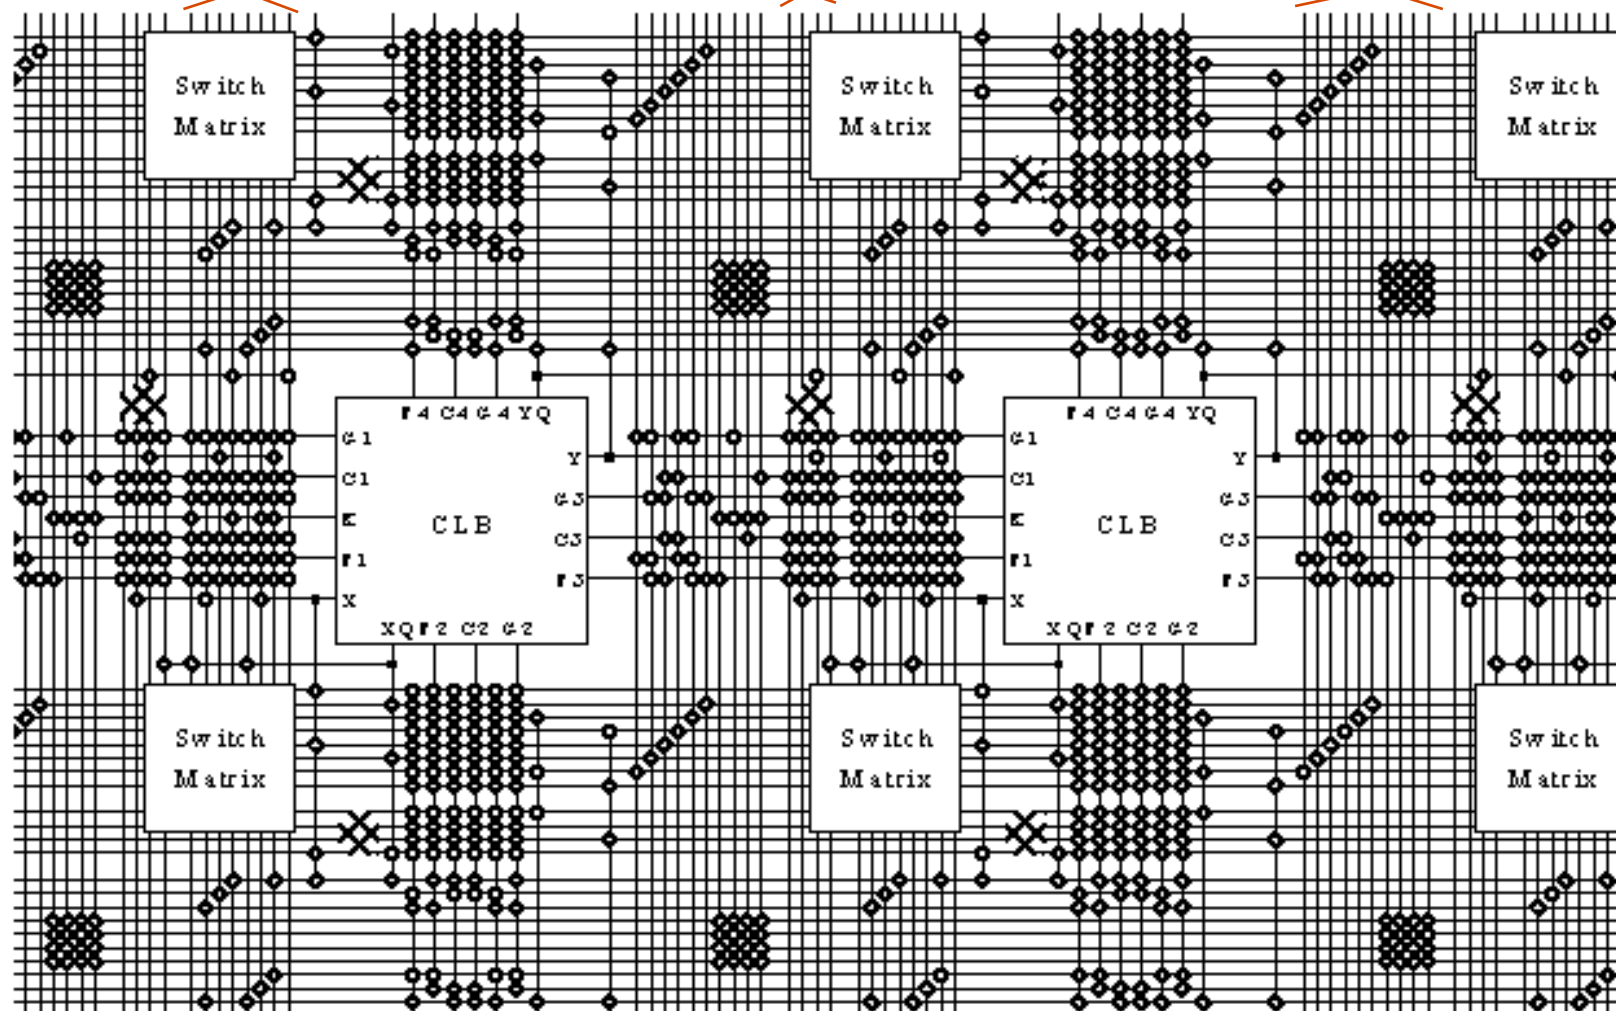 Switch Switch Switch
Matrix Matrix Matrix
F4 C4 G4 YQ F4 C4 G4 YQ
G1 G1
Y Y
C1 C1
G3 G3
K CLB K CLB
C3 C3
F1 F1
F3 F3
X X
XQ F2 C2 G2 XQ F2 C2 G2
Switch Switch Switch
Matrix Matrix Matrix